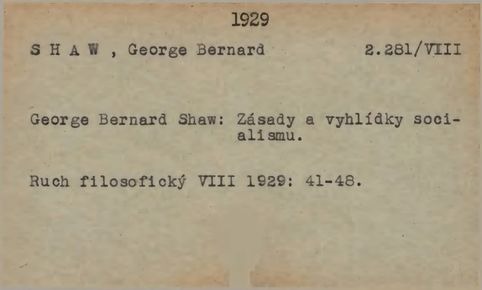 1929
S H A W , George Bernard 2.281/VIII
George Bernard Shaw: Zásady a vyhlídky soci-
alismu.
Ruch filosofický VIII 1929: 41-48.